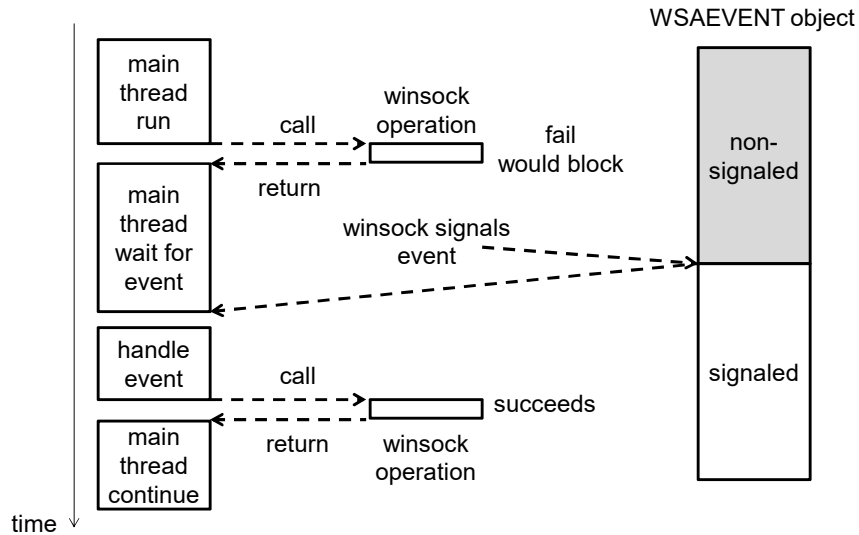 WSAEVENT object
main
thread
run
call
winsock
operation
fail
would block
return
non-
signaled
main
thread
wait for
event
winsock signals
event
handle
event
call
succeeds
signaled
return
winsock
operation
main
thread
continue
time